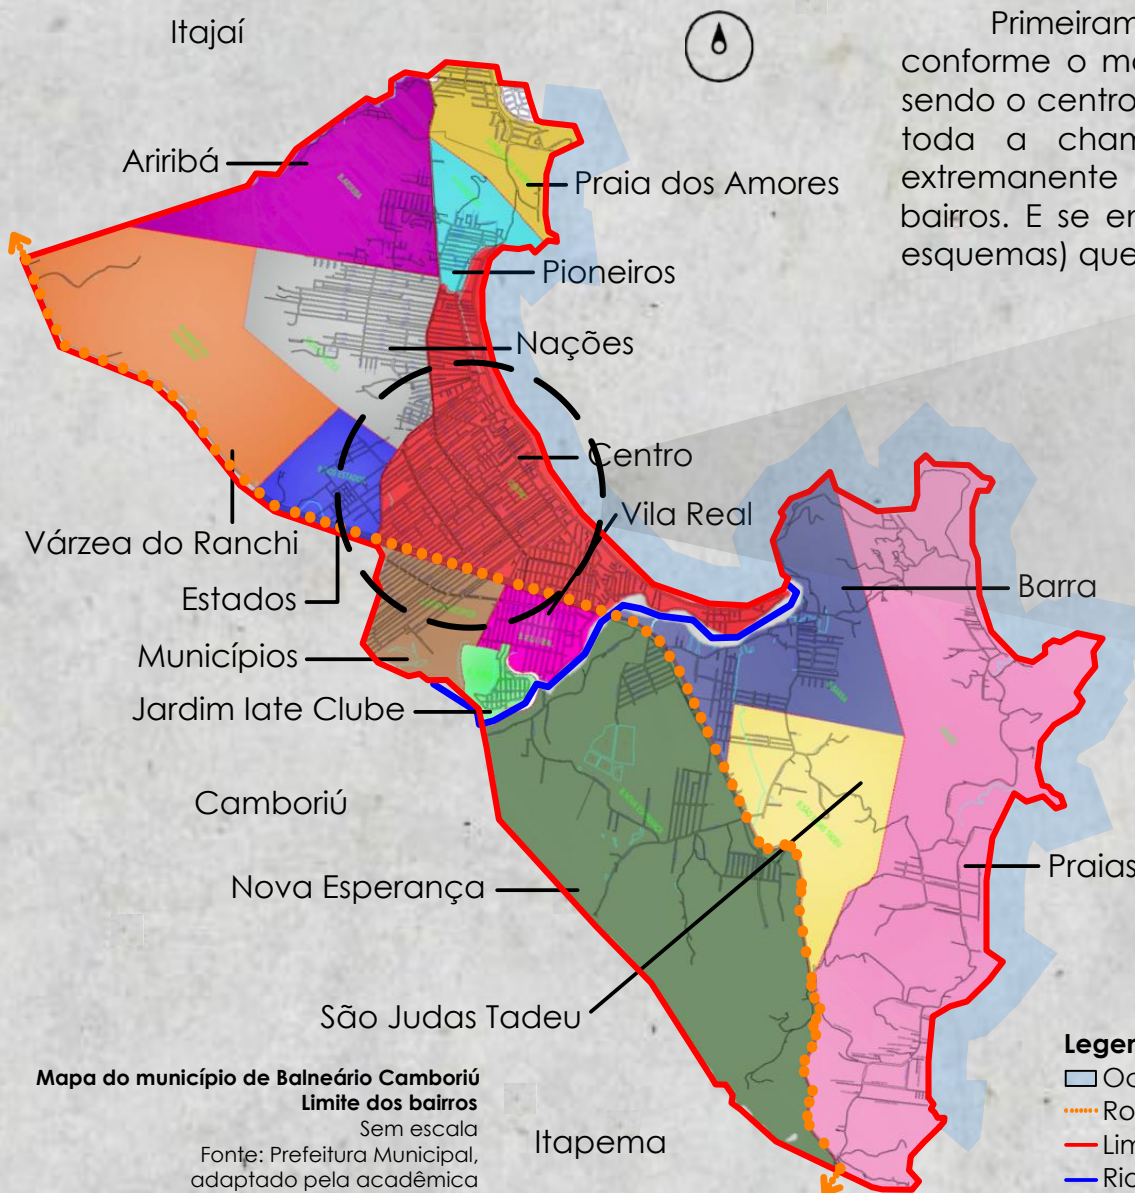 Itajaí
Primeiram
conforme o ma
sendo o centro
toda a cham
extremanente
bairros. E se en
esquemas) que
Ariribá
Praia dos Amores
Pioneiros
Nações
Centro
Vila Real
Várzea do Ranchi
Barra
Estados
Municípios
Jardim Iate Clube
Camboriú
Praias
Nova Esperança
São Judas Tadeu
Mapa do município de Balneário Camboriú
Limite dos bairros
Sem escala
Fonte: Prefeitura Municipal,
adaptado pela acadêmica
Itapema
Legen
Oc
Ro
Lim
Rio